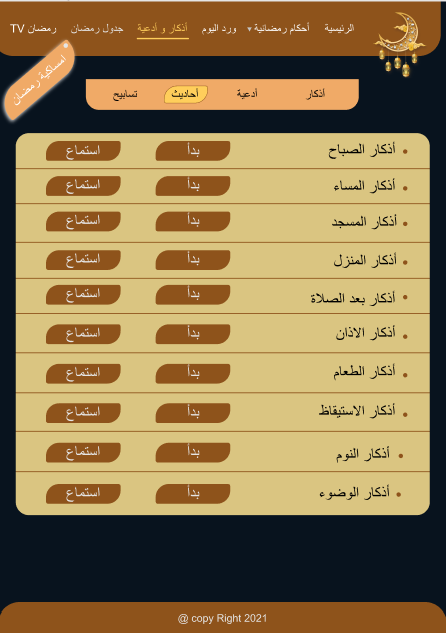 الرئيسية أحكام رمضانية ورد اليوم أذكار و أدعية جدول رمضان رمضان TV
امساكية رمضان
أذكار أدعية أحاديث تسابيح
أذكار الصباح بدأ استماع
أذكار المساء بدأ استماع
أذكار المسجد بدأ استماع
أذكار المنزل بدأ استماع
أذكار بعد الصلاة بدأ استماع
أذكار الاذان بدأ استماع
أذكار الطعام بدأ استماع
أذكار الاستيقاظ بدأ استماع
أذكار النوم بدأ استماع
أذكار الوضوء بدأ استماع
@ copy Right 2021